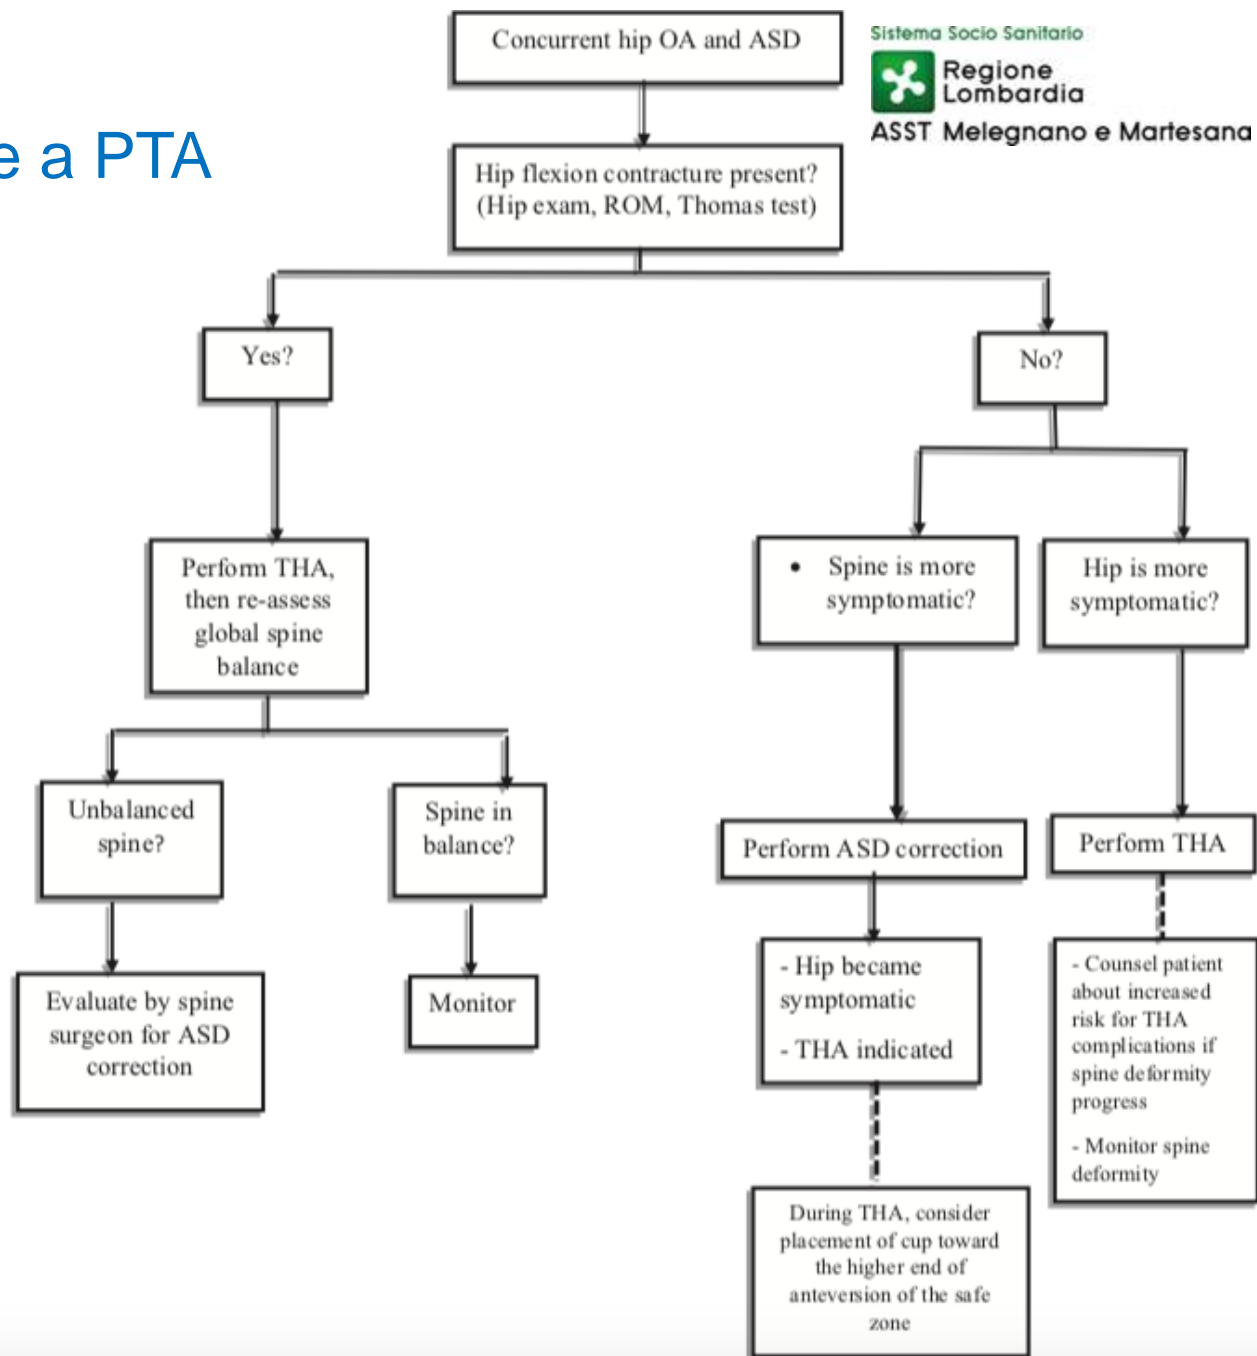 Concurrent hip OA and ASD
Sistema Socio Sanitario
Regione
Lombardia
ASST Melegnano e Martesana
e a PTA
Hip flexion contracture present?
(Hip exam, ROM, Thomas test)
Yes?
No?
Perform THA,
then re-assess
global spine
balance
• Spine is more
symptomatic?
Hip is more
symptomatic?
Unbalanced
spine?
Spine in
balance?
Perform ASD correction
Perform THA
Evaluate by spine
surgeon for ASD
correction
Monitor
- Hip became
symptomatic
- THA indicated
- Counsel patient
about increased
risk for THA
complications if
spine deformity
progress
- Monitor spine
deformity
During THA, consider
placement of cup toward
the higher end of
anteversion of the safe
zone